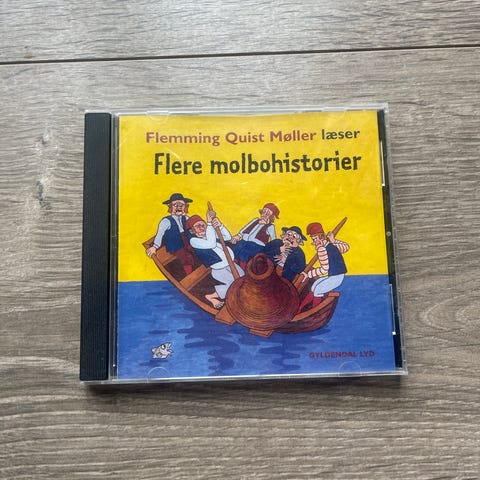 Flemming Quist Møller læser
Flere molbohistorier
GYLDENDAL LYD